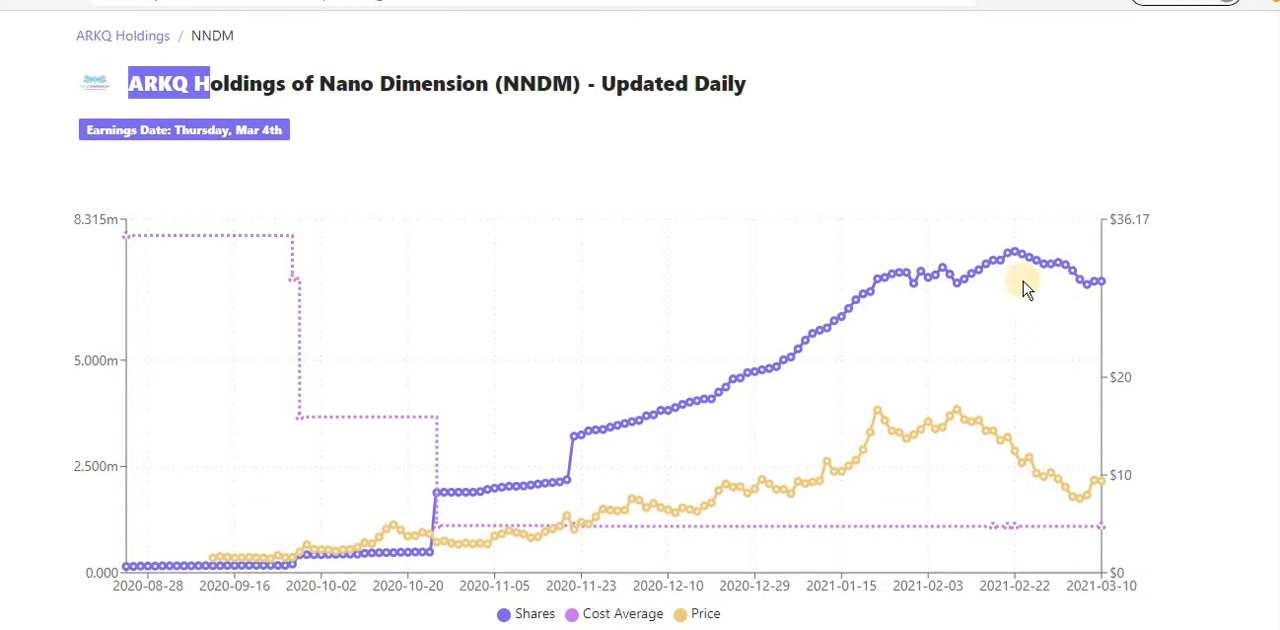 ARKQ Holdings / NNDM
ARKQ Holdings of Nano Dimension (NNDM) - Updated Daily
Earnings Date: Thursday, Mar 4th
8.315m
$36.17
5.000m
$20
2.500m
$10
0.000
$0
2020-08-28 2020-09-16 2020-10-02 2020-10-20 2020-11-05 2020-11-23 2020-12-10 2020-12-29 2021-01-15 2021-02-03 2021-02-22 2021-03-10
Shares Cost Average Price